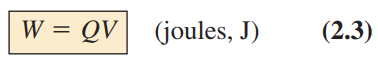 W = QV (joules, J) (2.3)